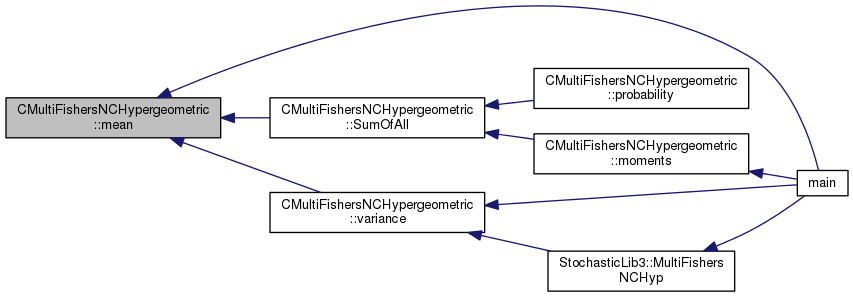 CMultiFishersNCHypergeometric
::mean
CMultiFishersNCHypergeometric
::SumOfAll
CMultiFishersNCHypergeometric
::probability
CMultiFishersNCHypergeometric
::moments
main
CMultiFishersNCHypergeometric
::variance
StochasticLib3::MultiFishers
NCHyp